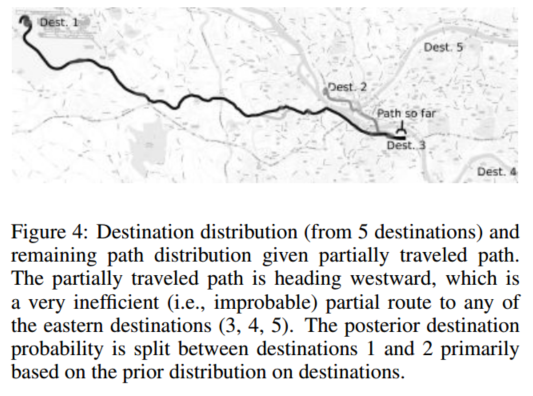 Dest. 1
Dest. 5
Dest. 2
Path so far
Dest. 3
Dest. 4
Figure 4: Destination distribution (from 5 destinations) and
remaining path distribution given partially traveled path.
The partially traveled path is heading westward, which is
a very inefficient (i.e., improbable) partial route to any of
the eastern destinations (3, 4, 5). The posterior destination
probability is split between destinations 1 and 2 primarily
based on the prior distribution on destinations.